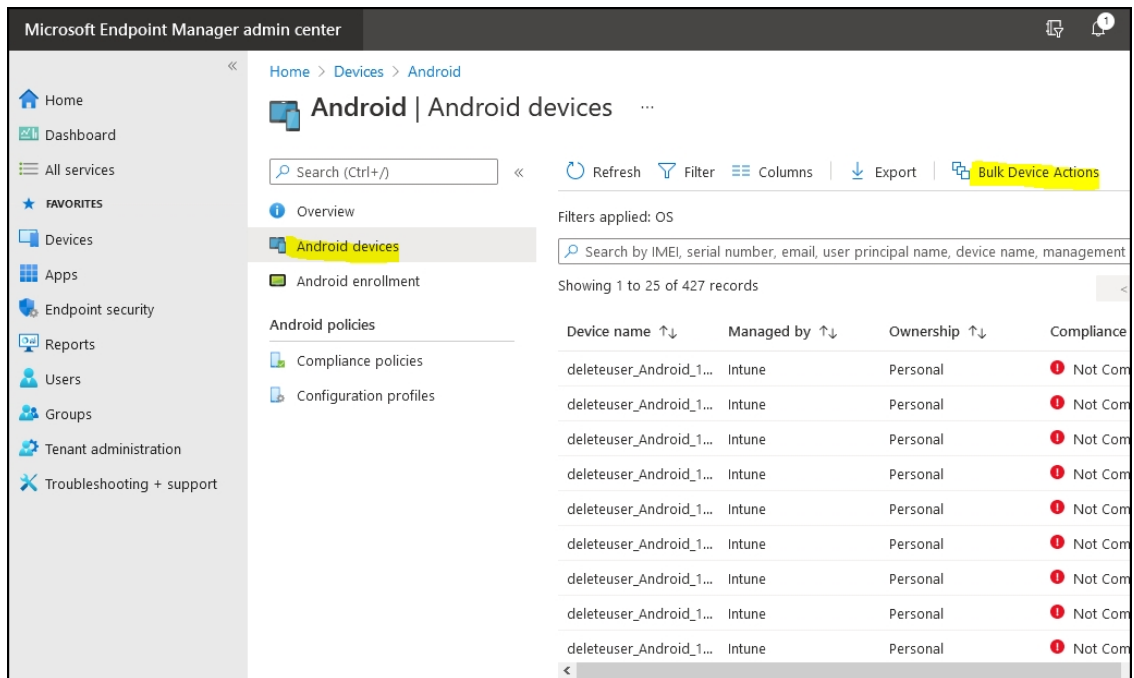 Microsoft Endpoint Manager admin center
1
«
Home > Devices > Android
Home
Android | Android devices ...
Dashboard
All services
Search (Ctrl+/)
«
Refresh
Filter
Columns
Export
Bulk Device Actions
FAVORITES
Overview
Filters applied: OS
Devices
Android devices
Search by IMEI, serial number, email, user principal name, device name, management
Apps
Android enrollment
Showing 1 to 25 of 427 records
<
Endpoint security
Android policies
Device name ↑↓ Managed by ↑↓ Ownership ↑↓ Compliance
Reports
Compliance policies
deleteuser_Android_1... Intune Personal Not Com
Users
Configuration profiles
deleteuser_Android_1... Intune Personal Not Com
Groups
deleteuser_Android_1... Intune Personal Not Com
Tenant administration
deleteuser_Android_1... Intune Personal Not Com
Troubleshooting + support
deleteuser_Android_1... Intune Personal Not Com
deleteuser_Android_1... Intune Personal Not Com
deleteuser_Android_1... Intune Personal Not Com
deleteuser_Android_1... Intune Personal Not Com
deleteuser_Android_1... Intune Personal Not Com